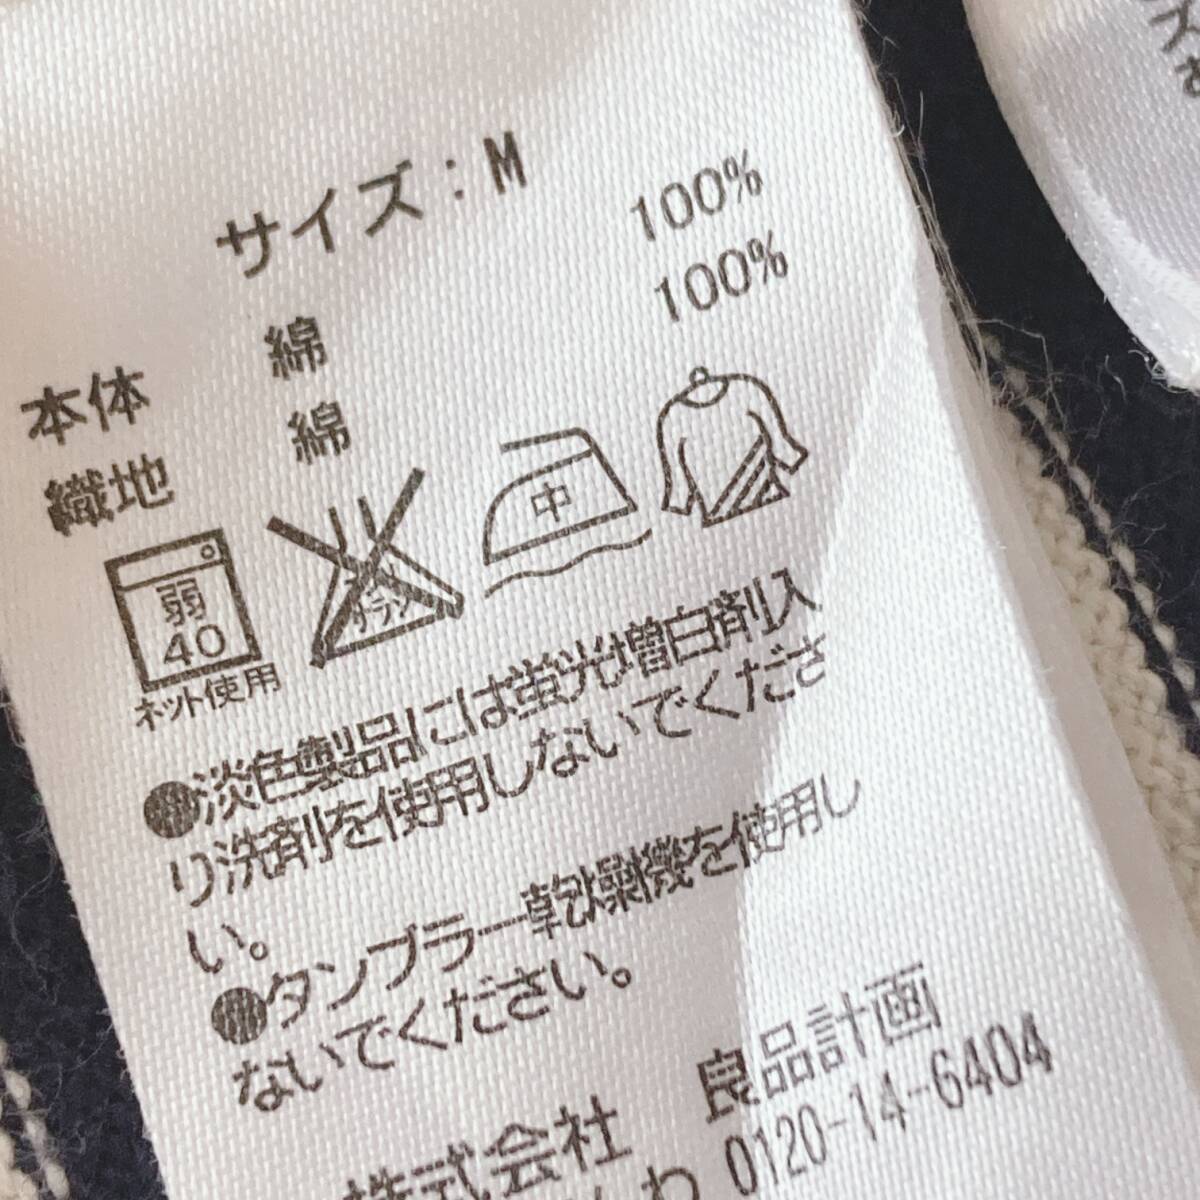 サイズ：M
本体 綿 100%
織地 綿 100%
弱
40
ネット使用
中
●淡色製品には蛍光増白剤入
り洗剤を使用しないでくださ
い。
●タンブラー乾燥機を使用し
ないでください。
株式会社 良品計画
0120-14-6404